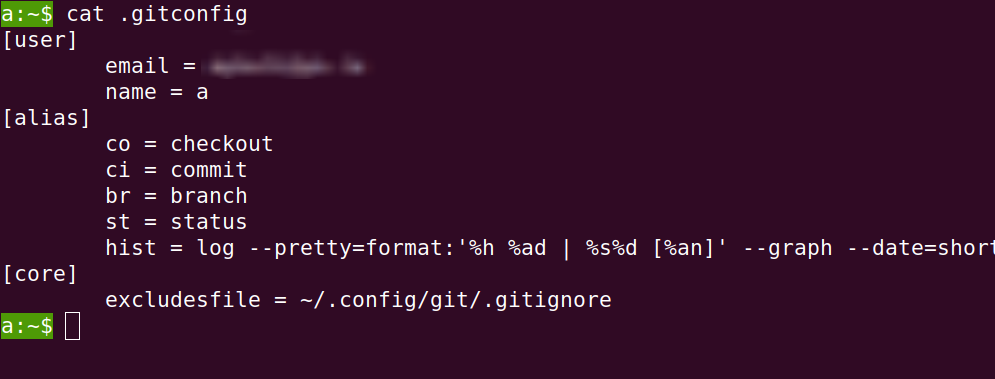 a:~$ cat .gitconfig
[user]
        email =
        name = a
[alias]
        co = checkout
        ci = commit
        br = branch
        st = status
        hist = log --pretty=format:'%h %ad | %s%d [%an]' --graph --date=short
[core]
        excludesfile = ~/.config/git/.gitignore
a:~$